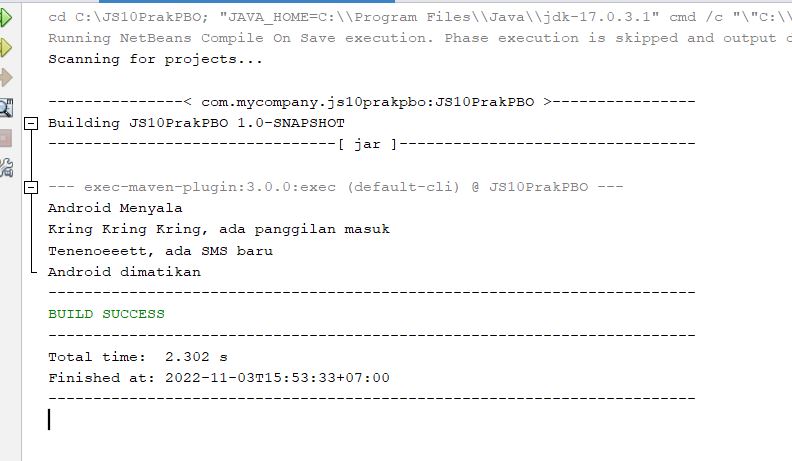 cd C:\JS10PrakPBO; "JAVA_HOME=C:\\Program Files\\Java\\jdk-17.0.3.1" cmd /c "\"C:\\
Running NetBeans Compile On Save execution. Phase execution is skipped and output
Scanning for projects...
---------------< com.mycompany.js10prakpbo:JS10PrakPBO >----------------
Building JS10PrakPBO 1.0-SNAPSHOT
--------------------------------[ jar ]---------------------------------
--- exec-maven-plugin:3.0.0:exec (default-cli) @ JS10PrakPBO ---
Android Menyala
Kring Kring Kring, ada panggilan masuk
Tenenoeeett, ada SMS baru
Android dimatikan
------------------------------------------------------------------------
BUILD SUCCESS
------------------------------------------------------------------------
Total time:  2.302 s
Finished at: 2022-11-03T15:53:33+07:00
------------------------------------------------------------------------